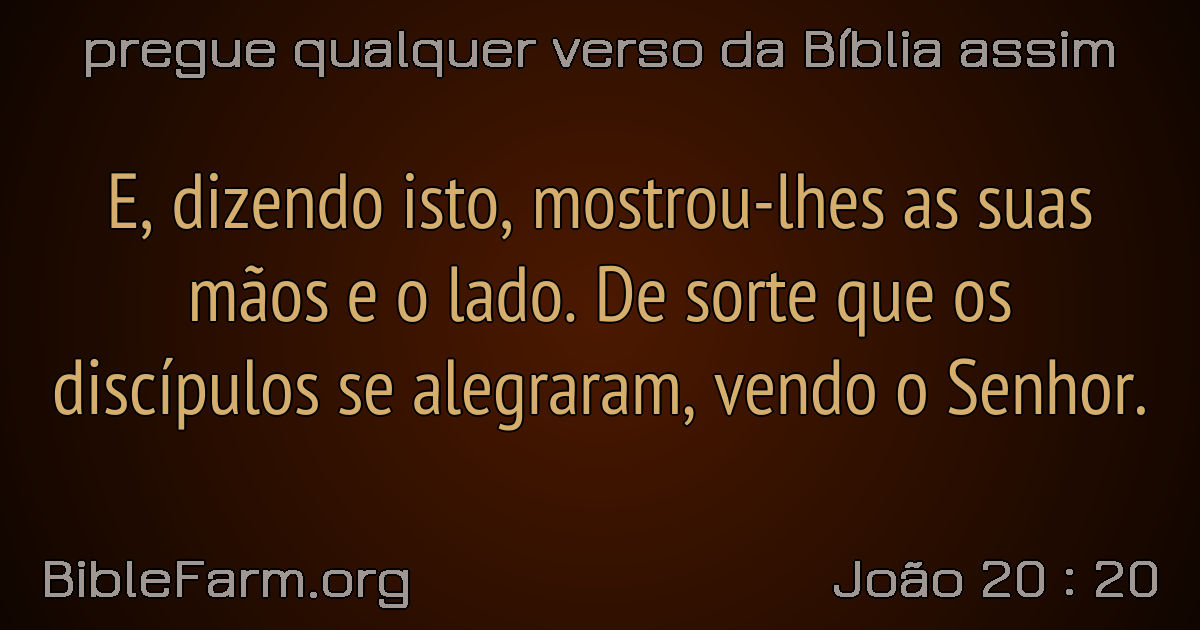 pregue qualquer verso da Bíblia assim
E, dizendo isto, mostrou-lhes as suas
mãos e o lado. De sorte que os
discípulos se alegraram, vendo o Senhor.
BibleFarm.org
João 20 : 20